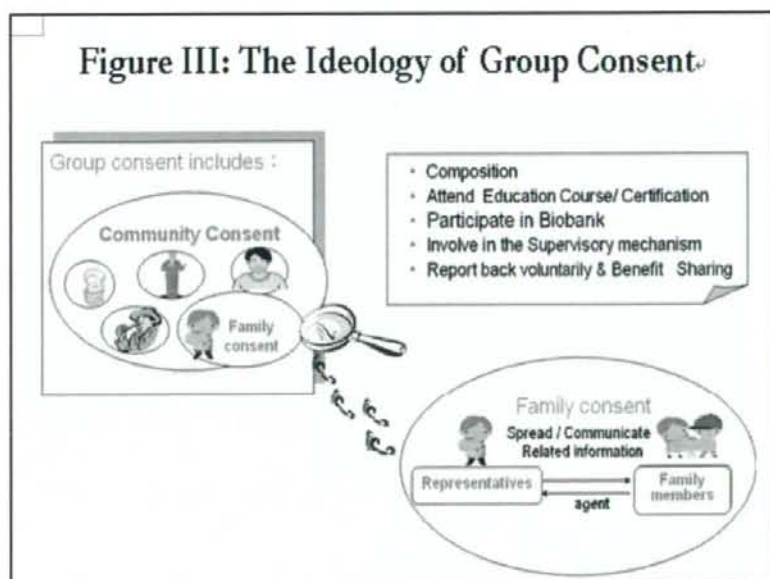 Figure III: The Ideology of Group Consent↵
Group consent includes：
Community Consent
Family
consent
• Composition
• Attend Education Course/ Certification
• Participate in Biobank
• Involve in the Supervisory mechanism
• Report back voluntarily & Benefit Sharing
Family consent
Spread / Communicate
Related information
Representatives
Family
members
agent